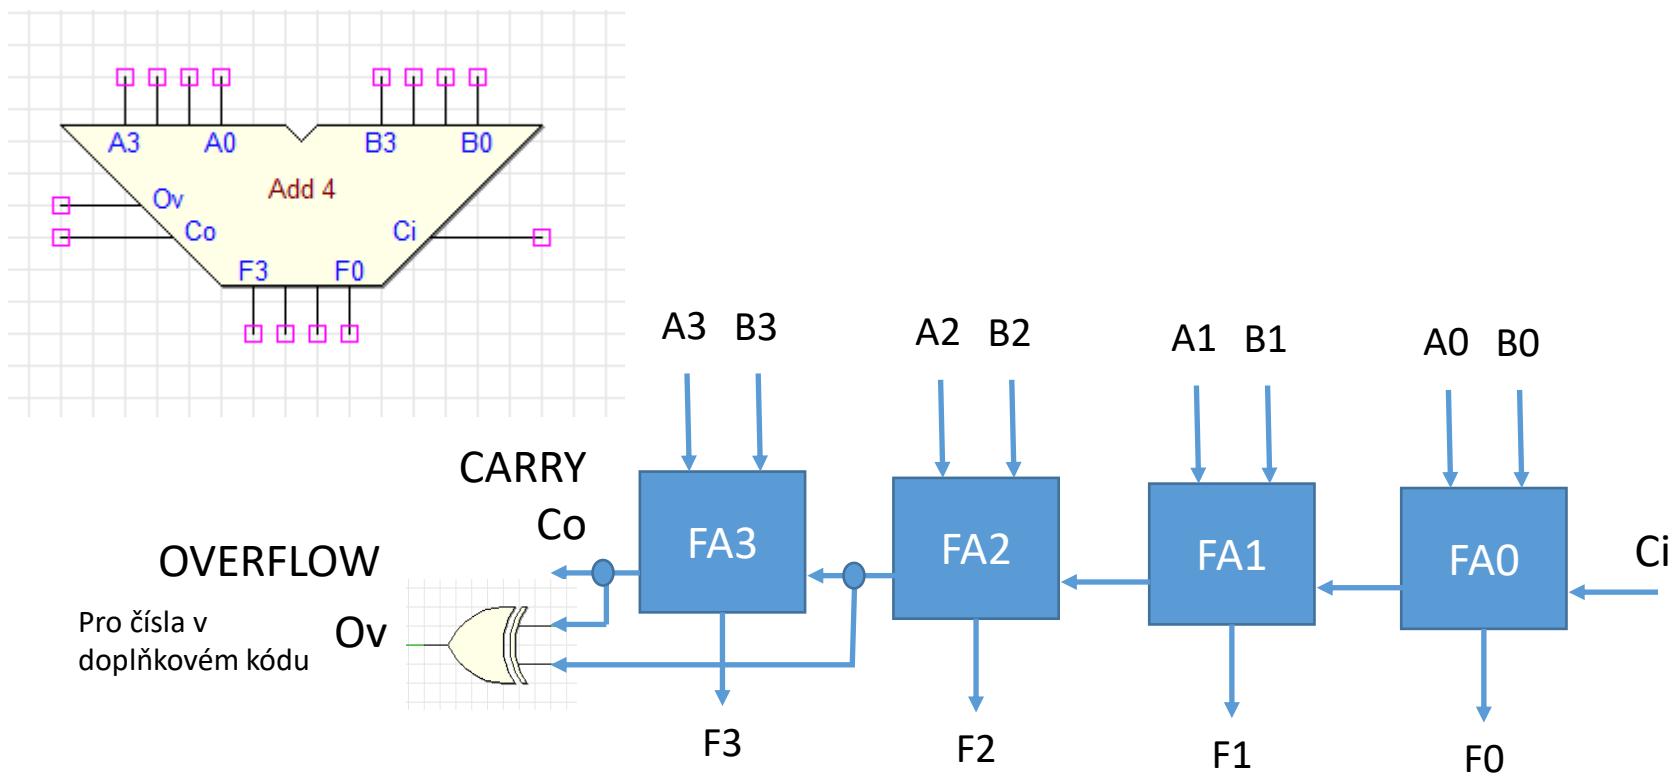 A3 A0 B3 B0
Add 4
Ov
Co Ci
F3 F0
A3 B3 A2 B2 A1 B1 A0 B0
CARRY
Co
FA3 FA2 FA1 FA0 Ci
OVERFLOW
Pro čísla v
doplňkovém kódu
Ov
F3 F2 F1 F0